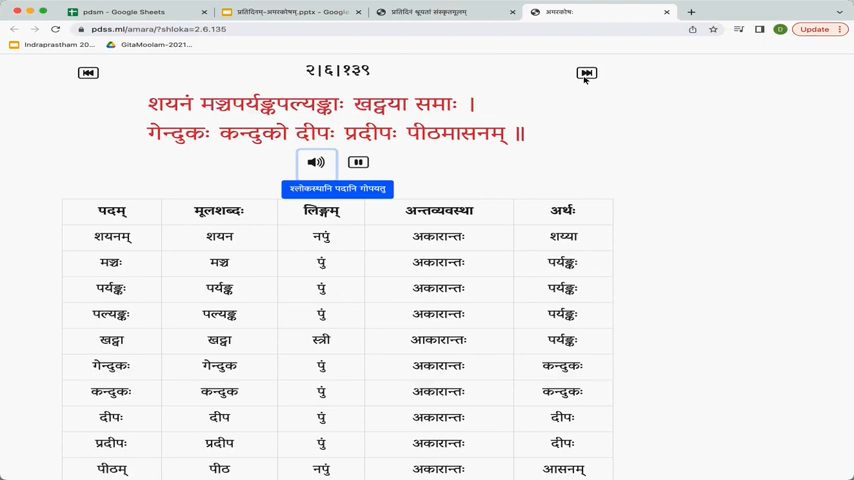 pdsm - Google Sheets
प्रतिदिनम्-अमरकोषम्.pptx - Google
प्रतिदिनं श्रूयतां संस्कृतमूलतम्
अमरकोषः
pdss.ml/amara/?shloka=2.6.135
Update
Indraprastham 20...
GitaMoolam-2021...
२|६|१३९
शयनं मञ्चपर्यङ्कपल्यङ्काः खट्वया समाः ।
गेन्दुकः कन्दुको दीपः प्रदीपः पीठमासनम् ॥
श्लोकस्थानि पदानि गोपयतु
पदम् मूलशब्दः लिङ्गम् अन्तव्यवस्था अर्थः
शयनम् शयन नपुं अकारान्तः शय्या
मञ्चः मञ्च पुं अकारान्तः पर्यङ्कः
पर्यङ्कः पर्यङ्क पुं अकारान्तः पर्यङ्कः
पल्यङ्कः पल्यङ्क पुं अकारान्तः पर्यङ्कः
खट्वा खट्वा स्त्री आकारान्तः पर्यङ्कः
गेन्दुकः गेन्दुक पुं अकारान्तः कन्दुकः
कन्दुकः कन्दुक पुं अकारान्तः कन्दुकः
दीपः दीप पुं अकारान्तः दीपः
प्रदीपः प्रदीप पुं अकारान्तः दीपः
पीठम् पीठ नपुं अकारान्तः आसनम्